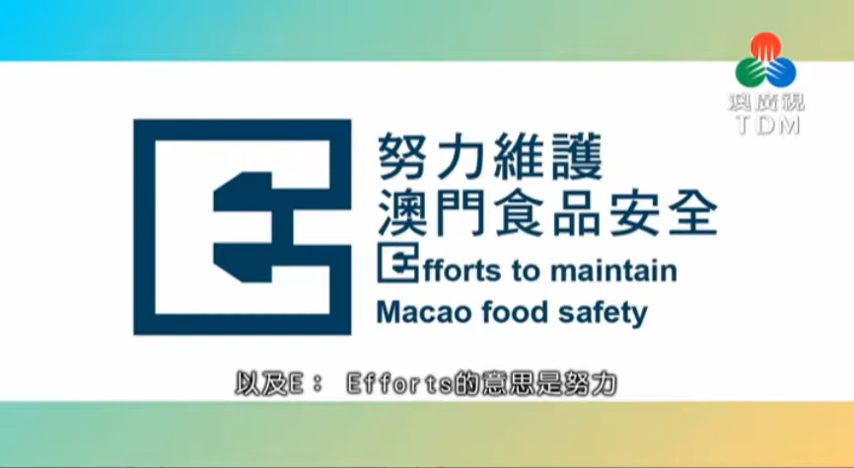 澳廣視
TDM
努力維護
澳門食品安全
Efforts to maintain
Macao food safety
以及E： Efforts的意思是努力